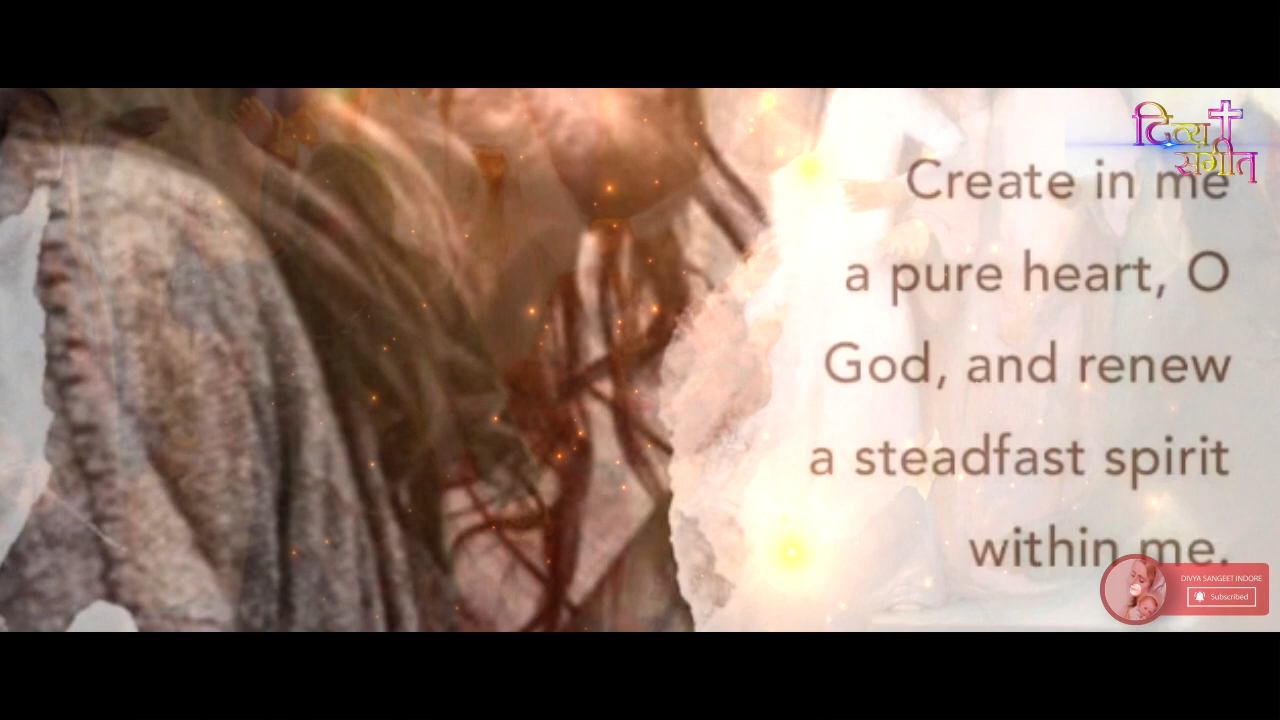 दिव्य
संगीत
Create in me
a pure heart, O
God, and renew
a steadfast spirit
within me.
DIVYA SANGEET INDORE
Subscribed